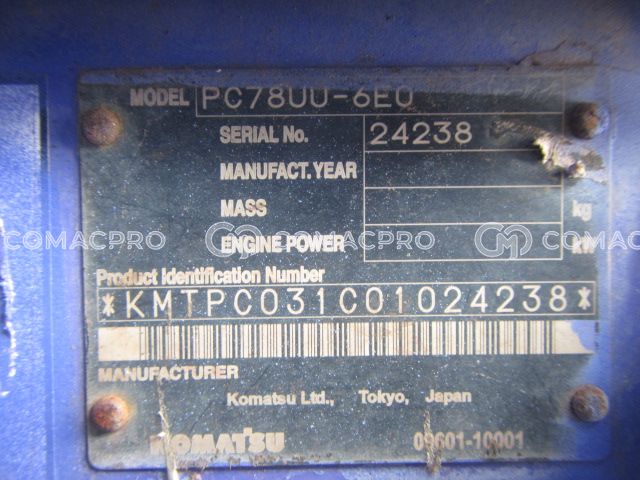 MODEL PC78UU-6E0
SERIAL No. 24238
MANUFACT. YEAR
MASS kg
ENGINE POWER kW
COMACPRO COMACPRO COMACPRO
Product Identification Number
*KMTPC031C01024238*
MANUFACTURER
Komatsu Ltd., Tokyo, Japan
KOMATSU 09601-10901